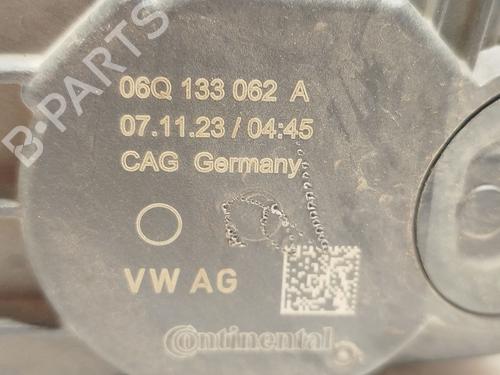 B-PARTS
06Q 133 062 A
07.11.23 / 04:45
CAG Germany
VW AG
Continental